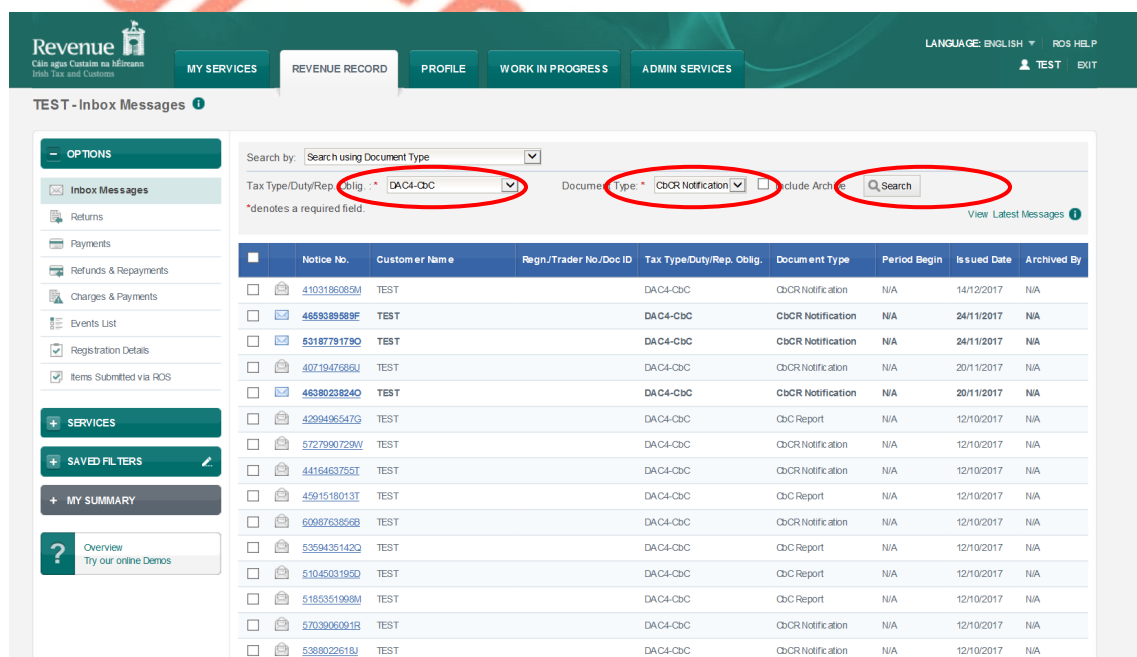 Revenue
Cáin agus Custaim na hÉireann
Irish Tax and Customs
MY SERVICES
REVENUE RECORD
PROFILE
WORK IN PROGRESS
ADMIN SERVICES
LANGUAGE: ENGLISH
ROS HELP
TEST
EXIT
TEST - Inbox Messages
OPTIONS
Inbox Messages
Returns
Payments
Refunds & Repayments
Charges & Payments
Events List
Registration Details
Items Submitted via ROS
SERVICES
SAVED FILTERS
MY SUMMARY
Overview
Try our online Demos
Search by: Search using Document Type
Tax Type/Duty/Rep. Oblig. : * DAC4-CbC Document Type: * CbCR Notification Include Archive Search
*denotes a required field.
View Latest Messages
Notice No. Customer Name Regn./Trader No./Doc ID Tax Type/Duty/Rep. Oblig. Document Type Period Begin Issued Date Archived By
4103186085M TEST DAC4-CbC CbCR Notification N/A 14/12/2017 N/A
4659389589F TEST DAC4-CbC CbCR Notification N/A 24/11/2017 N/A
5318779179O TEST DAC4-CbC CbCR Notification N/A 24/11/2017 N/A
4071947686U TEST DAC4-CbC CbCR Notification N/A 20/11/2017 N/A
4638023824O TEST DAC4-CbC CbCR Notification N/A 20/11/2017 N/A
4299496547G TEST DAC4-CbC CbC Report N/A 12/10/2017 N/A
5727990729W TEST DAC4-CbC CbCR Notification N/A 12/10/2017 N/A
4416463755T TEST DAC4-CbC CbCR Notification N/A 12/10/2017 N/A
4591518013T TEST DAC4-CbC CbC Report N/A 12/10/2017 N/A
6098763856B TEST DAC4-CbC CbCR Notification N/A 12/10/2017 N/A
5359435142Q TEST DAC4-CbC CbC Report N/A 12/10/2017 N/A
5104503195D TEST DAC4-CbC CbC Report N/A 12/10/2017 N/A
5185351998M TEST DAC4-CbC CbC Report N/A 12/10/2017 N/A
5703906091R TEST DAC4-CbC CbCR Notification N/A 12/10/2017 N/A
5388022618J TEST DAC4-CbC CbCR Notification N/A 12/10/2017 N/A